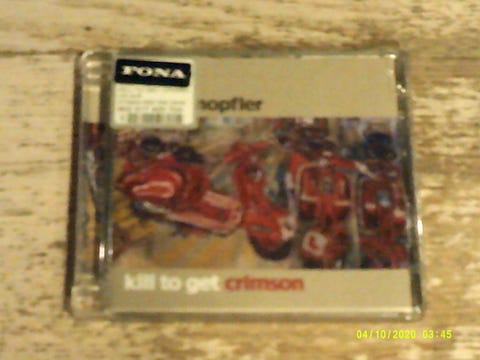 FONA
nopfler
kill to get crimson
04/10/2020 03:45